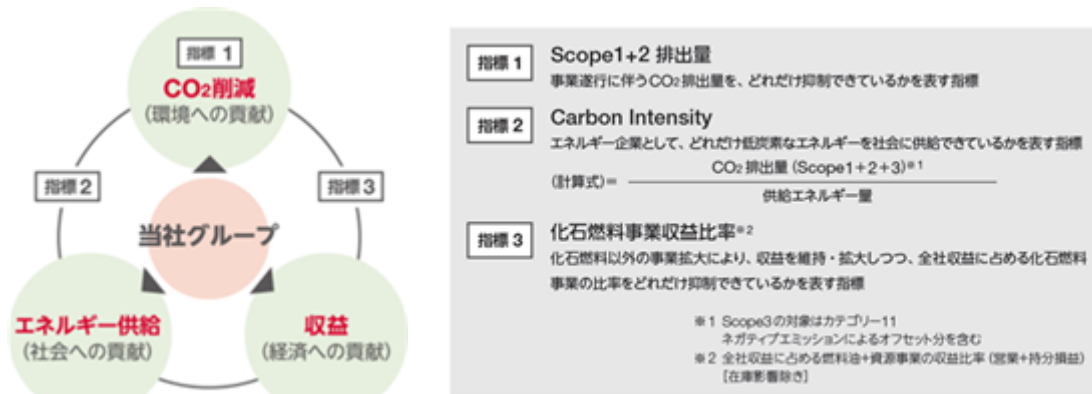 指標 1
CO2削減
(環境への貢献)
指標2
指標3
当社グループ
エネルギー供給
(社会への貢献)
収益
(経済への貢献)
指標 1
Scope1+2 排出量
事業遂行に伴うCO2排出量を、どれだけ抑制できているかを表す指標
指標 2
Carbon Intensity
エネルギー企業として、どれだけ低炭素なエネルギーを社会に供給できているかを表す指標
(計算式)=
CO2 排出量 (Scope1+2+3)※1
供給エネルギー量
指標 3
化石燃料事業収益比率※2
化石燃料以外の事業拡大により、収益を維持・拡大しつつ、全社収益に占める化石燃料
事業の比率をどれだけ抑制できているかを表す指標
※1 Scope3の対象はカテゴリー11
ネガティブエミッションによるオフセット分を含む
※2 全社収益に占める燃料油+資源事業の収益比率 (営業+持分損益)
[在庫影響除き]